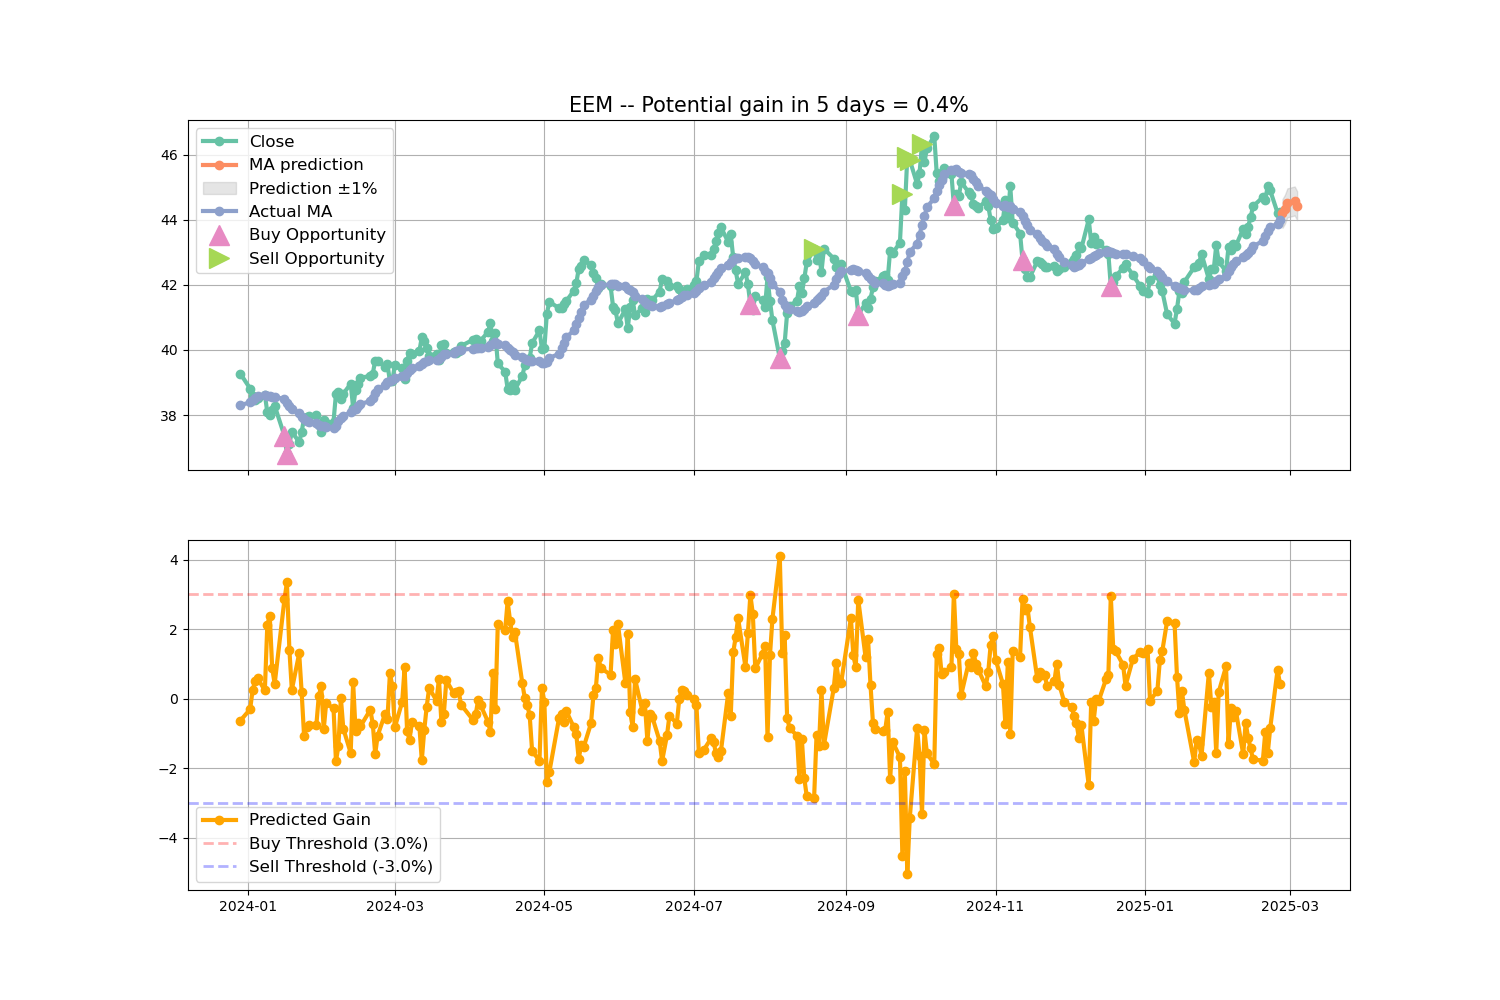 EEM -- Potential gain in 5 days = 0.4%
Close
MA prediction
Prediction ±1%
Actual MA
Buy Opportunity
Sell Opportunity
46
44
42
40
38
4
2
0
−2
−4
Predicted Gain
Buy Threshold (3.0%)
Sell Threshold (-3.0%)
2024-01 2024-03 2024-05 2024-07 2024-09 2024-11 2025-01 2025-03